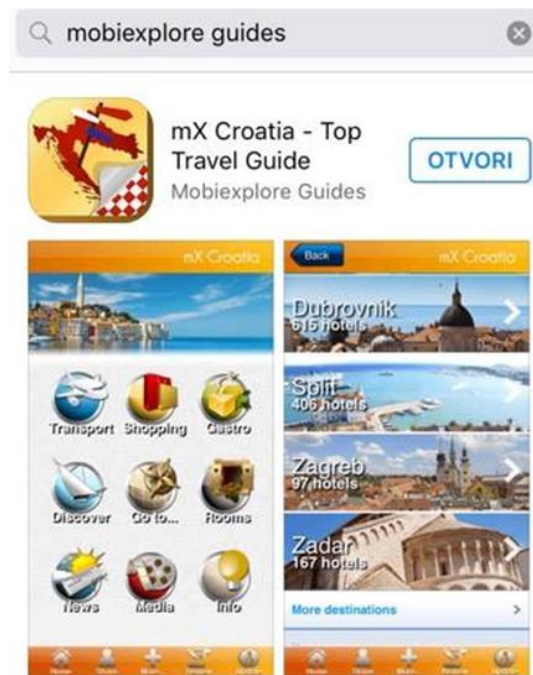 mobiexplore guides
mX Croatia - Top
Travel Guide
Mobiexplore Guides
OTVORI
mX Croatia
Transport Shopping Gastro
Discover Go to... Rooms
News Media Info
Back
mX Croatia
Dubrovnik
615 hotels
Split
406 hotels
Zagreb
97 hotels
Zadar
167 hotels
More destinations